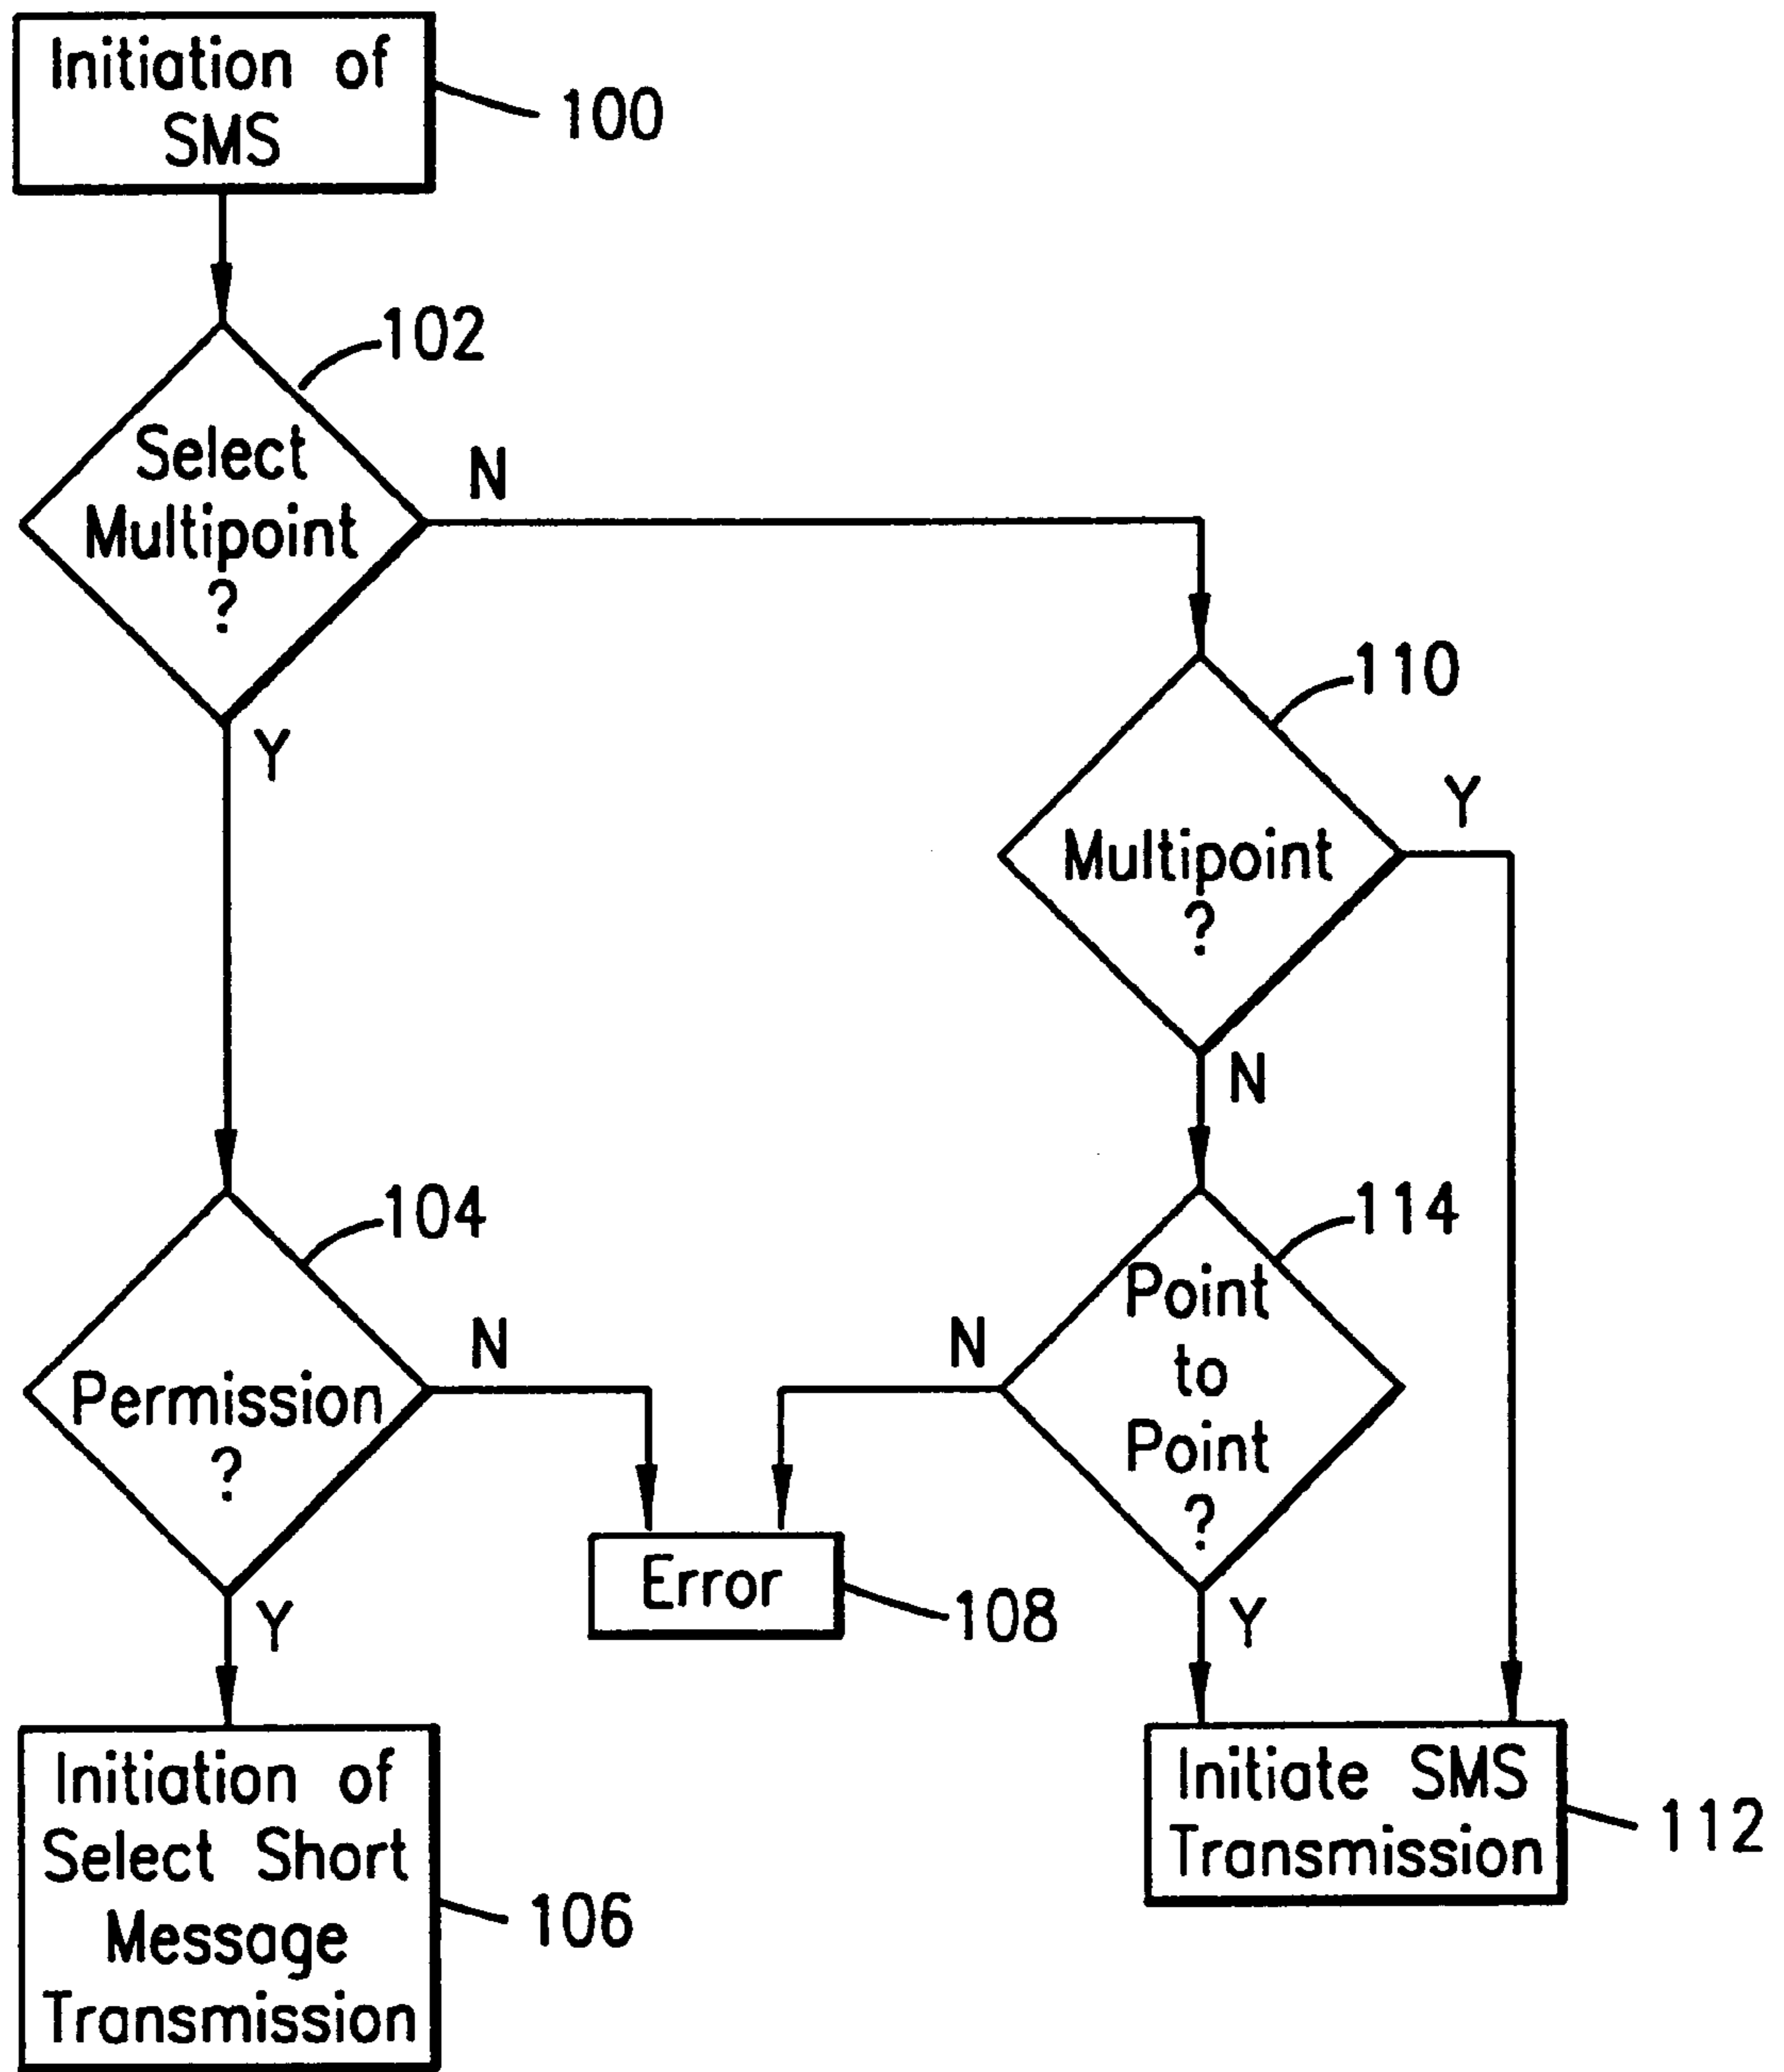 Initiation of
SMS
100
102
Select
Multipoint
?
N
Y
110
Multipoint
?
Y
N
104
Permission
?
N
Y
114
Point
to
Point
?
N
Y
Error
108
Initiation of
Select Short
Message
Transmission
106
Initiate SMS
Transmission
112